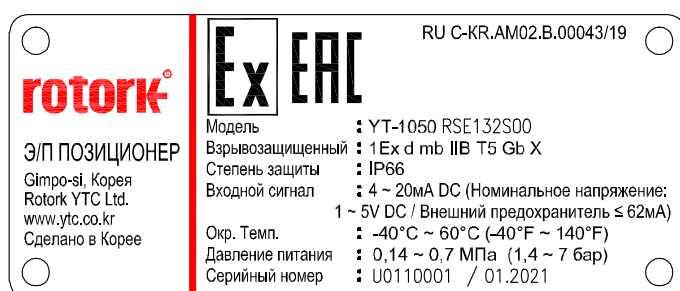 rotork®
Э/П ПОЗИЦИОНЕР
Gimpo-si, Корея
Rotork YTC Ltd.
www.ytc.co.kr
Сделано в Корее
Ex EAC
RU C-KR.AM02.B.00043/19
Модель : YT-1050 RSE132S00
Взрывозащищенный : 1Ex d mb IIB T5 Gb X
Степень защиты : IP66
Входной сигнал : 4 ~ 20мА DC (Номинальное напряжение:
1 ~ 5V DC / Внешний предохранитель ≤ 62мА)
Окр. Темп. : -40°C ~ 60°C (-40°F ~ 140°F)
Давление питания : 0,14 ~ 0,7 МПа (1,4 ~ 7 бар)
Серийный номер : U0110001 / 01.2021